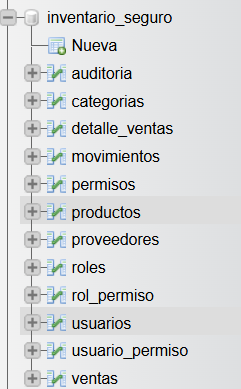 inventario_seguro
Nueva
auditoria
categorias
detalle_ventas
movimientos
permisos
productos
proveedores
roles
rol_permiso
usuarios
usuario_permiso
ventas